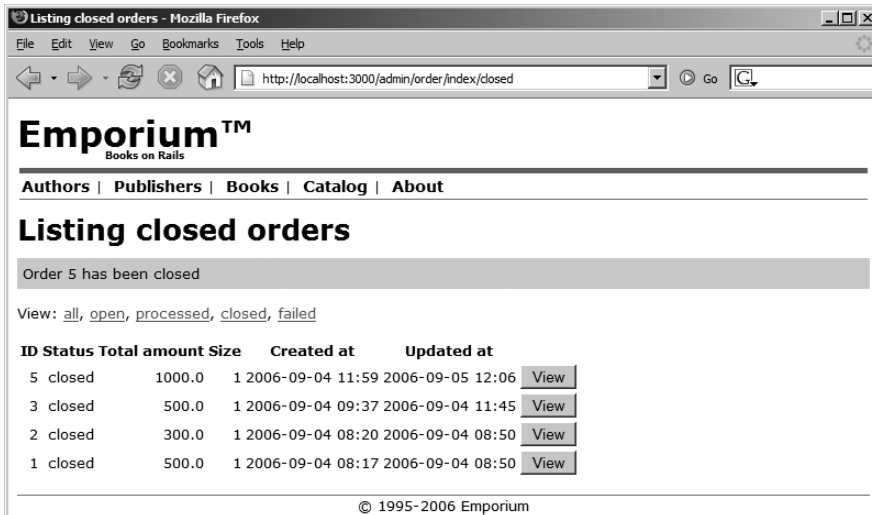 Listing closed orders - Mozilla Firefox
File Edit View Go Bookmarks Tools Help
http://localhost:3000/admin/order/index/closed Go G
Emporium™
Books on Rails
Authors | Publishers | Books | Catalog | About
Listing closed orders
Order 5 has been closed
View: all, open, processed, closed, failed
ID Status Total amount Size Created at Updated at
5 closed 1000.0 1 2006-09-04 11:59 2006-09-05 12:06 View
3 closed 500.0 1 2006-09-04 09:37 2006-09-04 11:45 View
2 closed 300.0 1 2006-09-04 08:20 2006-09-04 08:50 View
1 closed 500.0 1 2006-09-04 08:17 2006-09-04 08:50 View
© 1995-2006 Emporium